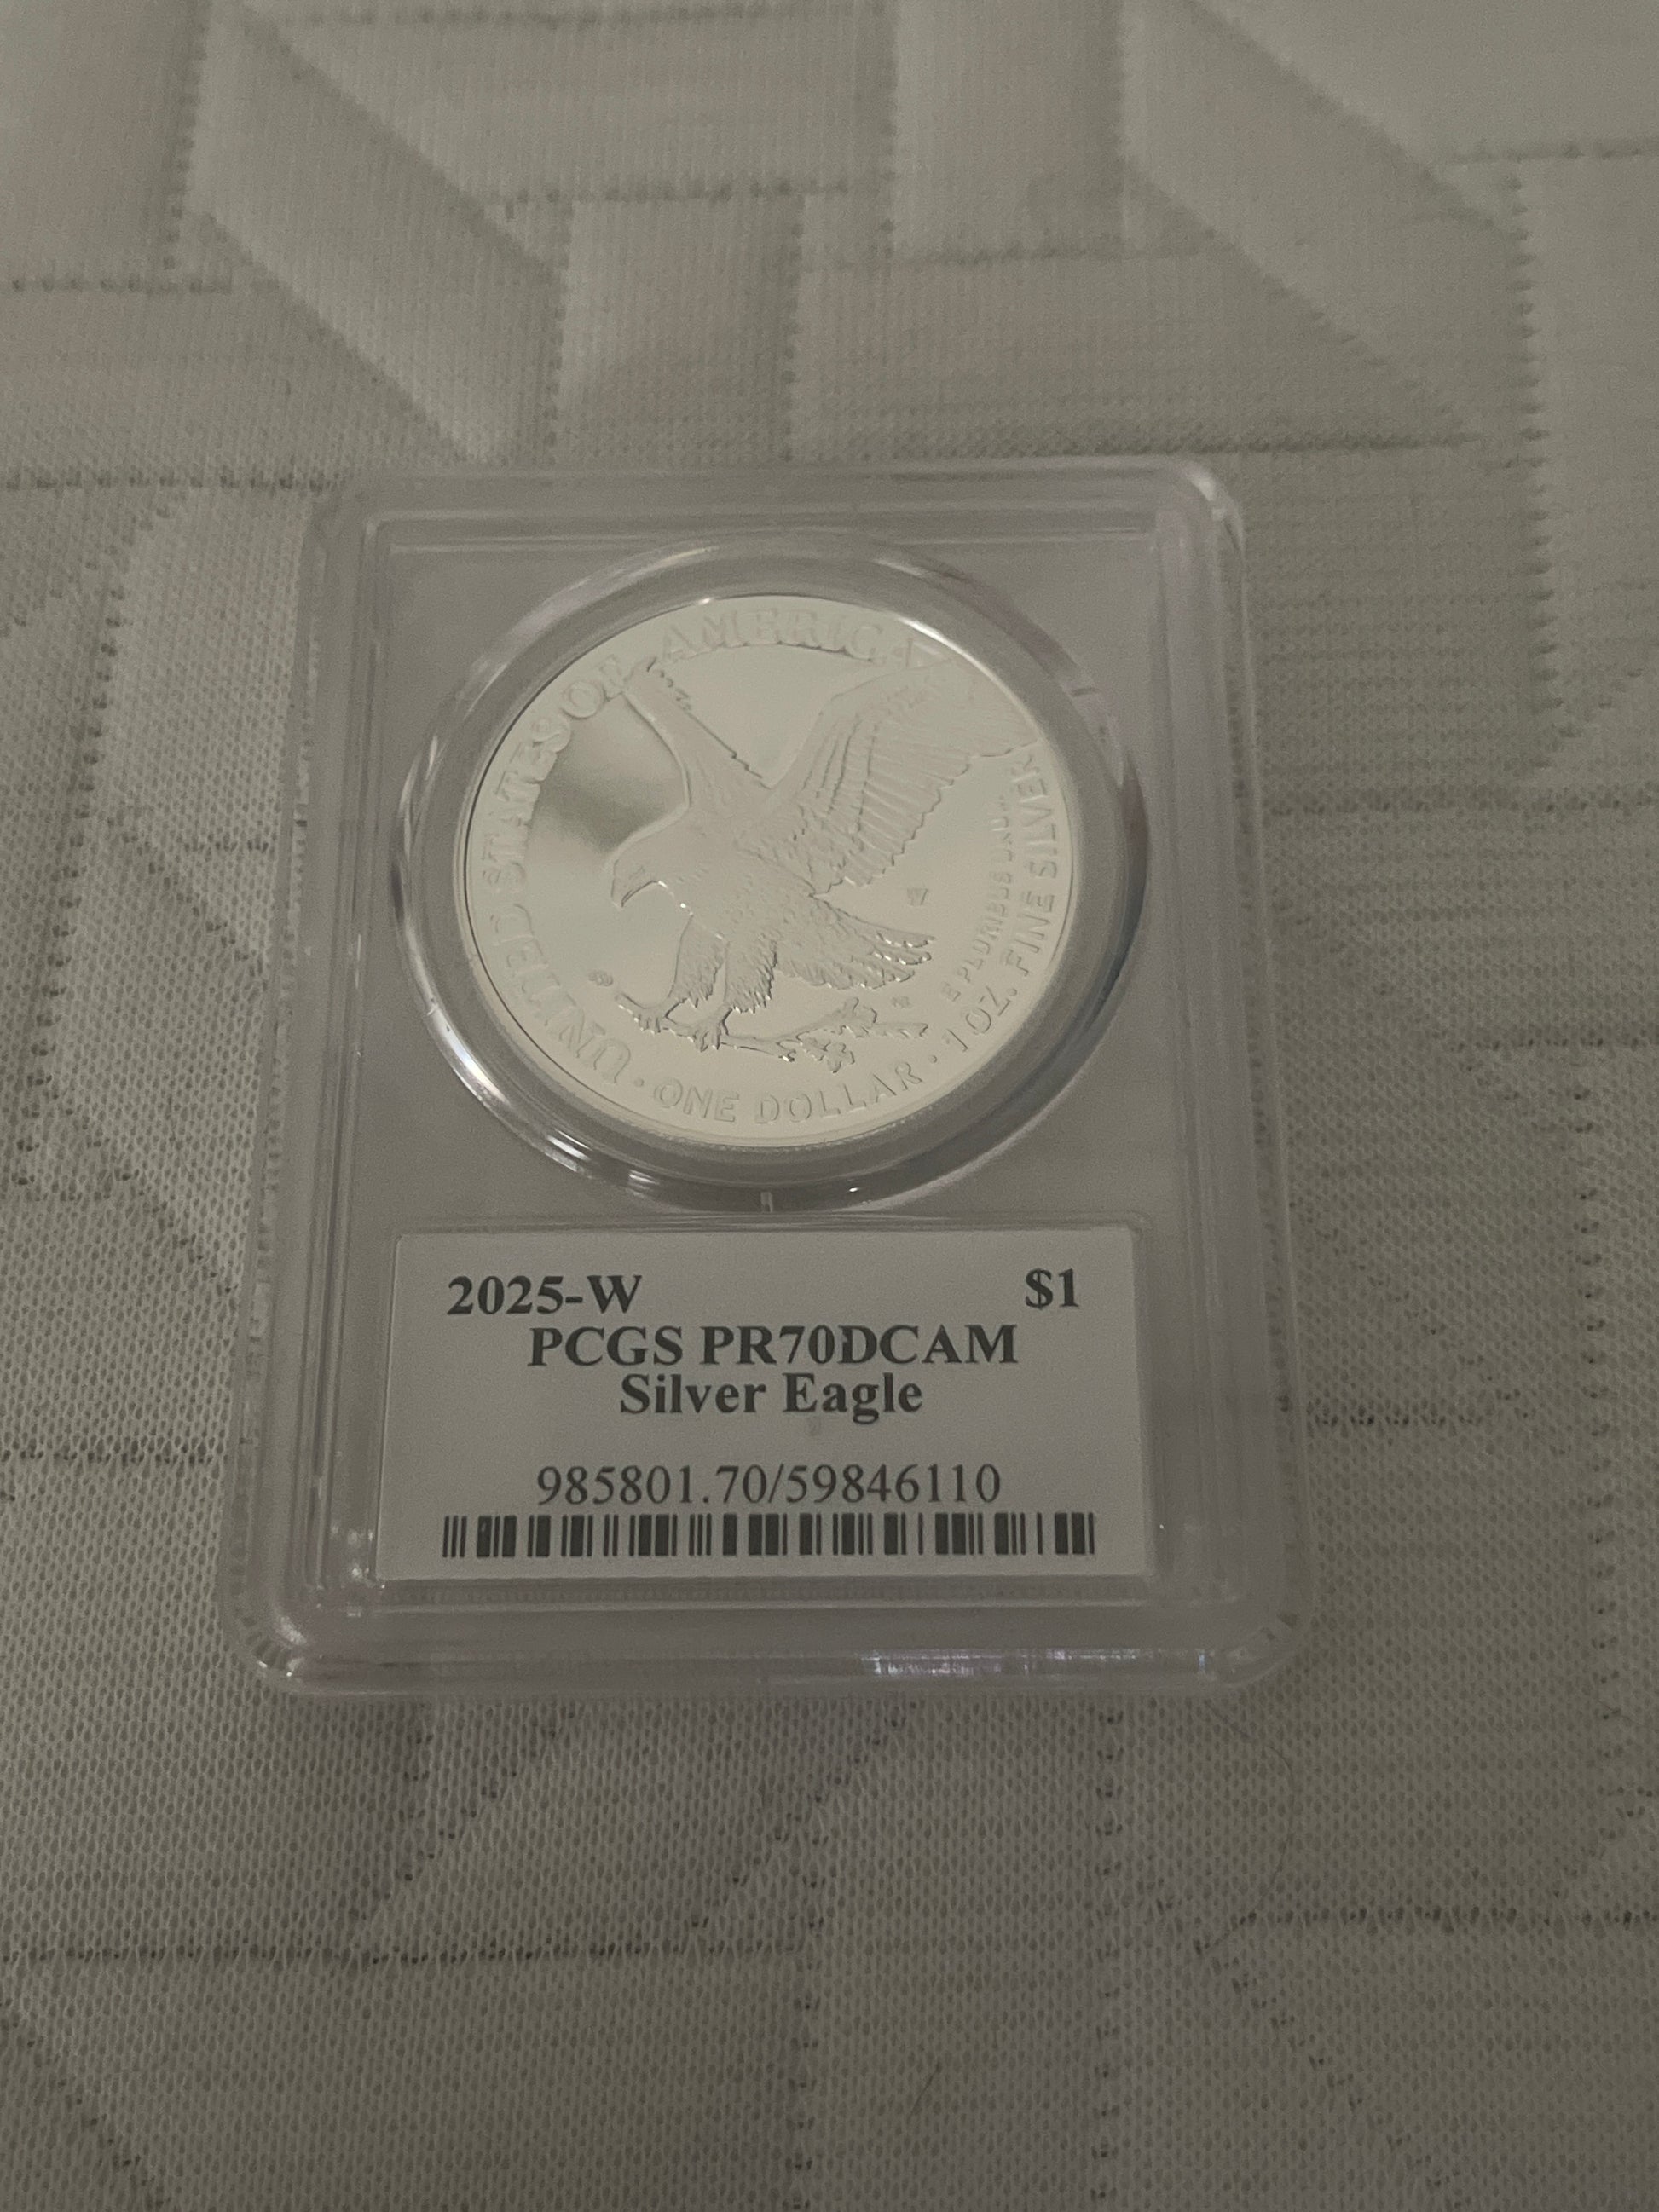 UNITED STATES OF AMERICA
E PLURIBUS UNUM
1 OZ. FINE SILVER
· ONE DOLLAR ·
W
2025-W $1
PCGS PR70DCAM
Silver Eagle
985801.70/59846110